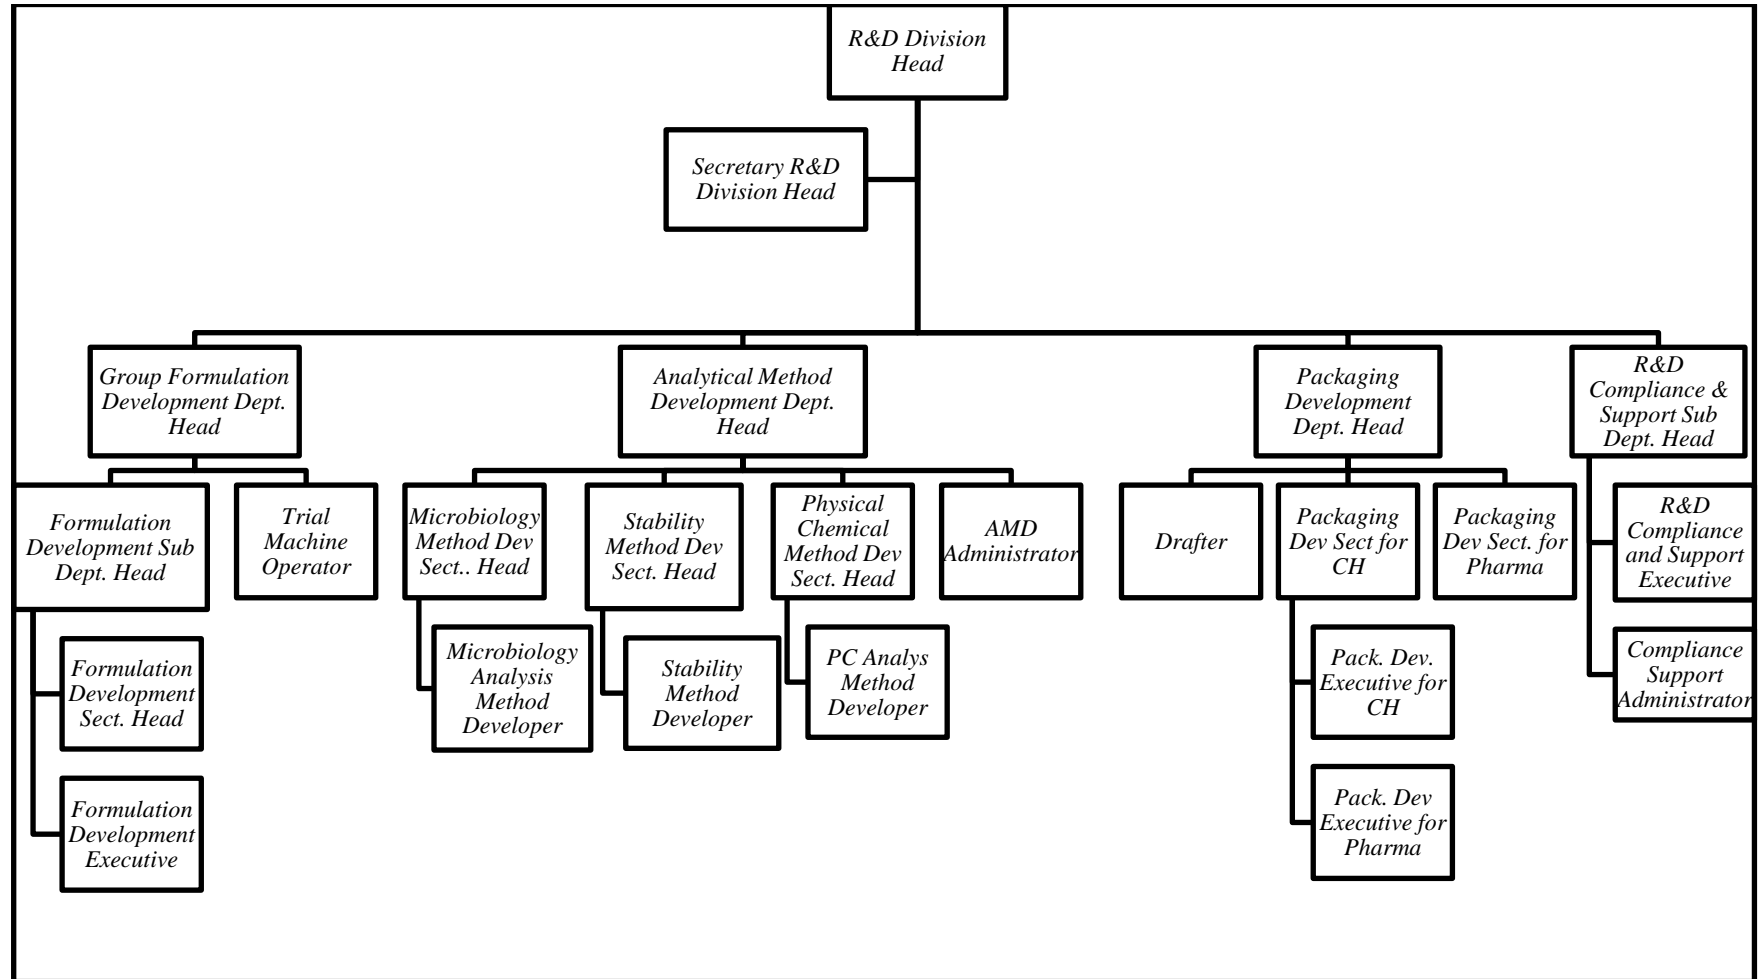 R&D Division
Head
Secretary R&D
Division Head
Group Formulation
Development Dept.
Head
Analytical Method
Development Dept.
Head
Packaging
Development
Dept. Head
R&D
Compliance &
Support Sub
Dept. Head
Formulation
Development Sub
Dept. Head
Trial
Machine
Operator
Microbiology
Method Dev
Sect.. Head
Stability
Method Dev
Sect. Head
Physical
Chemical
Method Dev
Sect. Head
AMD
Administrator
Drafter
Packaging
Dev Sect for
CH
Packaging
Dev Sect. for
Pharma
R&D
Compliance
and Support
Executive
Formulation
Development
Sect. Head
Microbiology
Analysis
Method
Developer
Stability
Method
Developer
PC Analys
Method
Developer
Pack. Dev.
Executive for
CH
Compliance
Support
Administrator
Formulation
Development
Executive
Pack. Dev
Executive for
Pharma